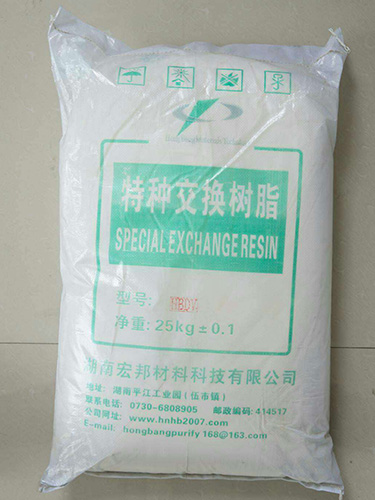 特种交换树脂
SPECIAL EXCHANGE RESIN
型号:
净重: 25kg±0.1
湖南宏邦材料科技有限公司
地址: 湖南平江工业园(伍市镇)
联系电话: 0730-6808905 邮政编码: 414517
公司网址: www.hnhb2007.com
E-mail: hongbangpurify168@163.com